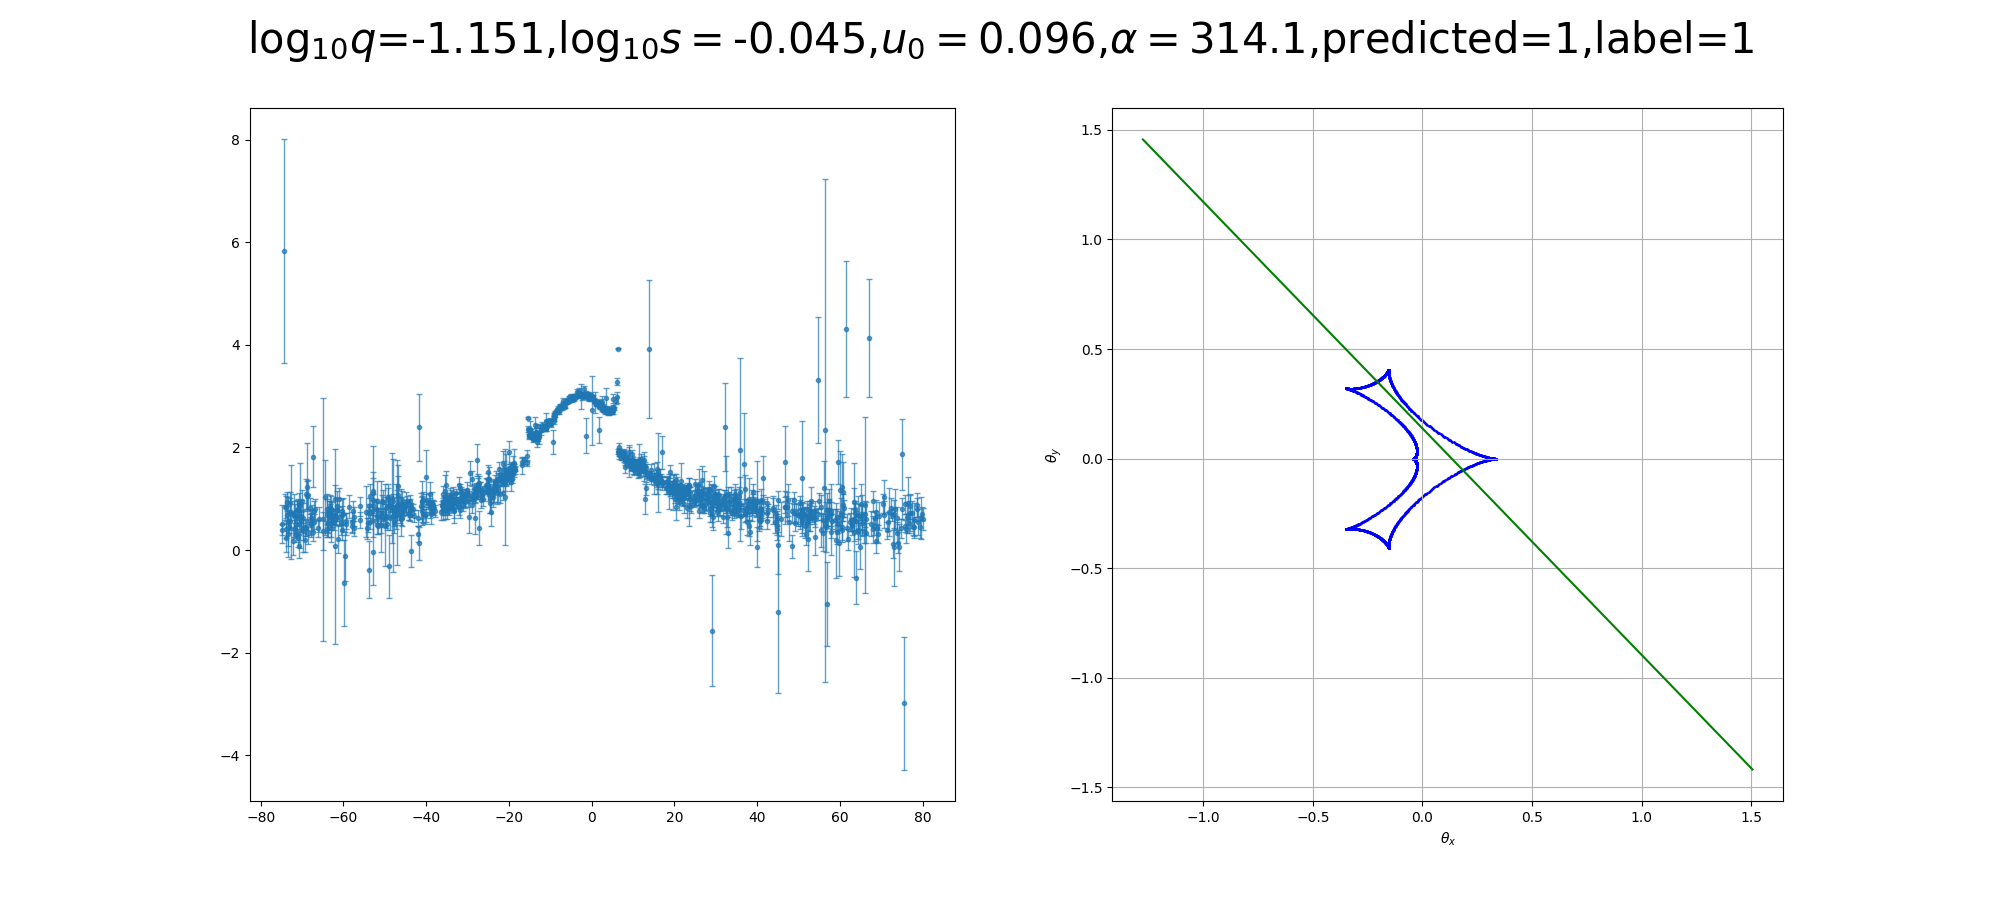 log₁₀q=-1.151,log₁₀s = -0.045,u₀ = 0.096,α = 314.1,predicted=1,label=1
8
6
4
2
0
−2
−4
−80 −60 −40 −20 0 20 40 60 80
1.5
1.0
0.5
0.0
−0.5
−1.0
−1.5
θy
−1.0 −0.5 0.0 0.5 1.0 1.5
θx